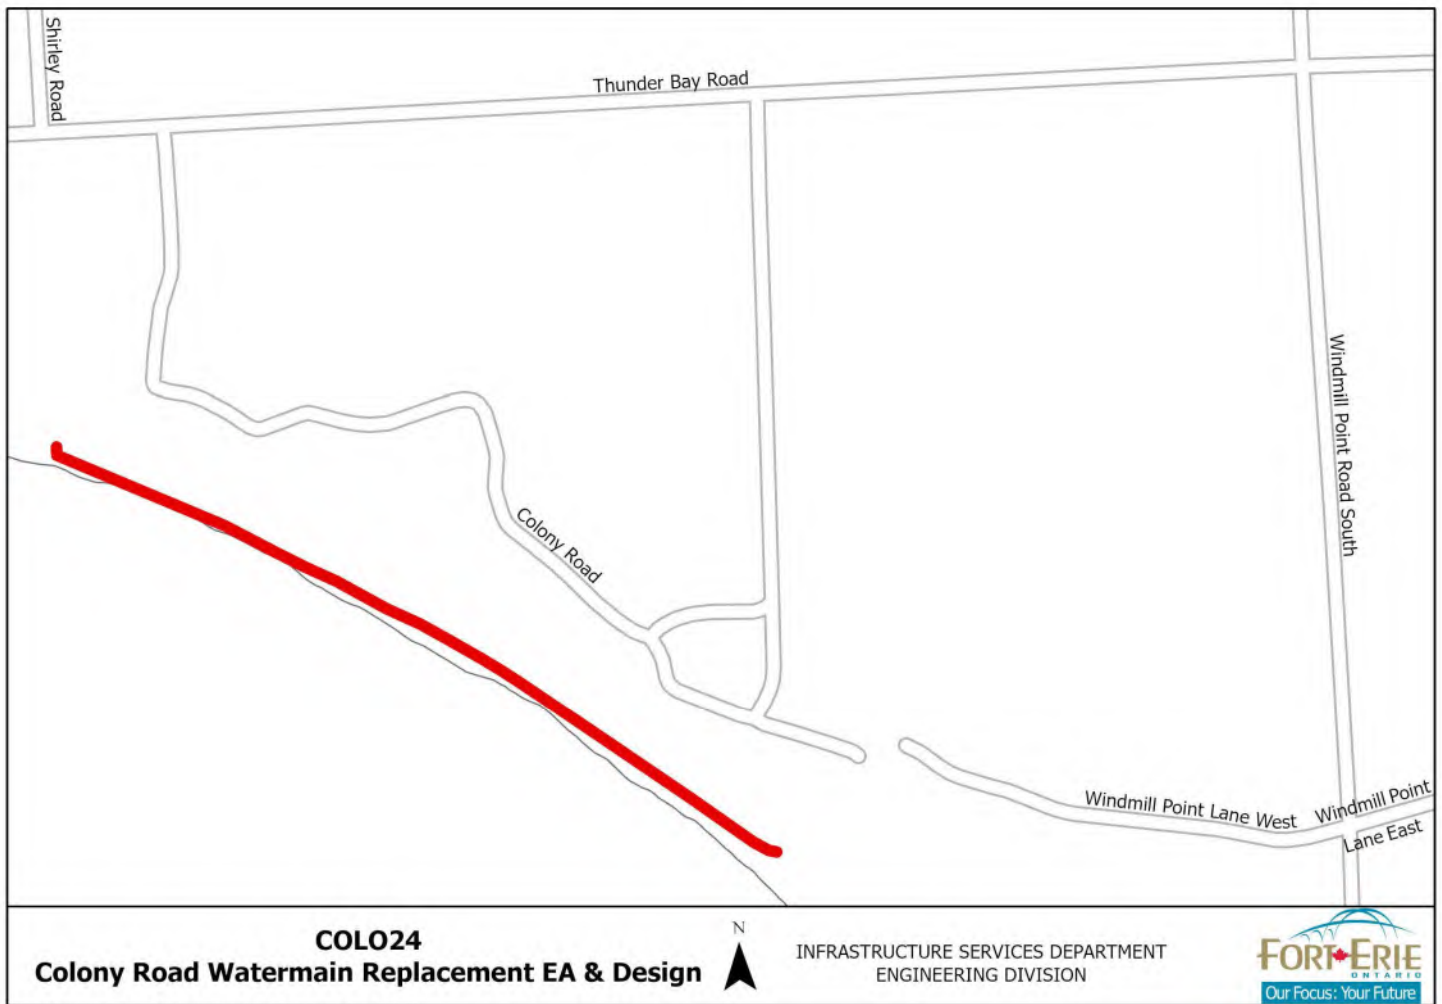 Shirley Road
Thunder Bay Road
Windmill Point Road South
Colony Road
Windmill Point Lane West
Windmill Point
Lane East
COLO24
Colony Road Watermain Replacement EA & Design
N
INFRASTRUCTURE SERVICES DEPARTMENT
ENGINEERING DIVISION
FORT ERIE
ONTARIO
Our Focus: Your Future